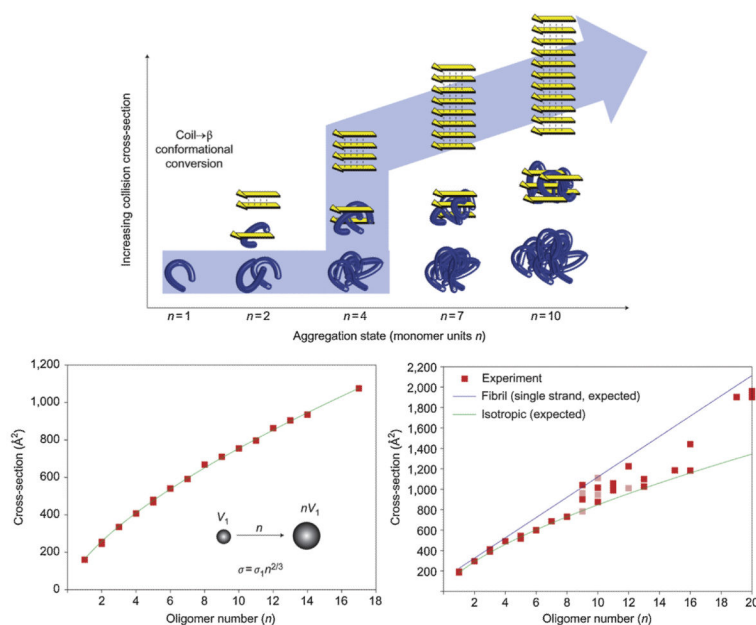 Increasing collision cross-section
Coil→β
conformational
conversion
n = 1
n = 2
n = 4
n = 7
n = 10
Aggregation state (monomer units n)
Cross-section (Å²)
1,200
1,000
800
600
400
200
0
V₁
n
nV₁
σ = σ₁n^2/3
0 2 4 6 8 10 12 14 16 18
Oligomer number (n)
Cross-section (Å²)
2,200
2,000
1,800
1,600
1,400
1,200
1,000
800
600
400
200
Experiment
Fibril (single strand, expected)
Isotropic (expected)
2 4 6 8 10 12 14 16 18 20
Oligomer number (n)